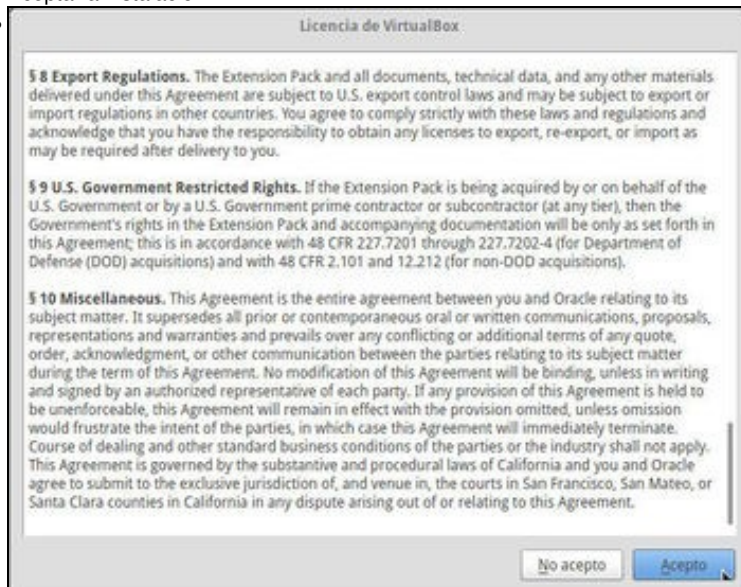 Licencia de VirtualBox
§ 8 Export Regulations. The Extension Pack and all documents, technical data, and any other materials
delivered under this Agreement are subject to U.S. export control laws and may be subject to export or
import regulations in other countries. You agree to comply strictly with these laws and regulations and
acknowledge that you have the responsibility to obtain any licenses to export, re-export, or import as
may be required after delivery to you.
§ 9 U.S. Government Restricted Rights. If the Extension Pack is being acquired by or on behalf of the
U.S. Government or by a U.S. Government prime contractor or subcontractor (at any tier), then the
Government's rights in the Extension Pack and accompanying documentation will be only as set forth in
this Agreement; this is in accordance with 48 CFR 227.7201 through 227.7202-4 (for Department of
Defense (DOD) acquisitions) and with 48 CFR 2.101 and 12.212 (for non-DOD acquisitions).
§ 10 Miscellaneous. This Agreement is the entire agreement between you and Oracle relating to its
subject matter. It supersedes all prior or contemporaneous oral or written communications, proposals,
representations and warranties and prevails over any conflicting or additional terms of any quote,
order, acknowledgment, or other communication between the parties relating to its subject matter
during the term of this Agreement. No modification of this Agreement will be binding, unless in writing
and signed by an authorized representative of each party. If any provision of this Agreement is held to
be unenforceable, this Agreement will remain in effect with the provision omitted, unless omission
would frustrate the intent of the parties, in which case this Agreement will immediately terminate.
Course of dealing and other standard business conditions of the parties or the industry shall not apply.
This Agreement is governed by the substantive and procedural laws of California and you and Oracle
agree to submit to the exclusive jurisdiction of, and venue in, the courts in San Francisco, San Mateo, or
Santa Clara counties in California in any dispute arising out of or relating to this Agreement.
No acepto Acepto